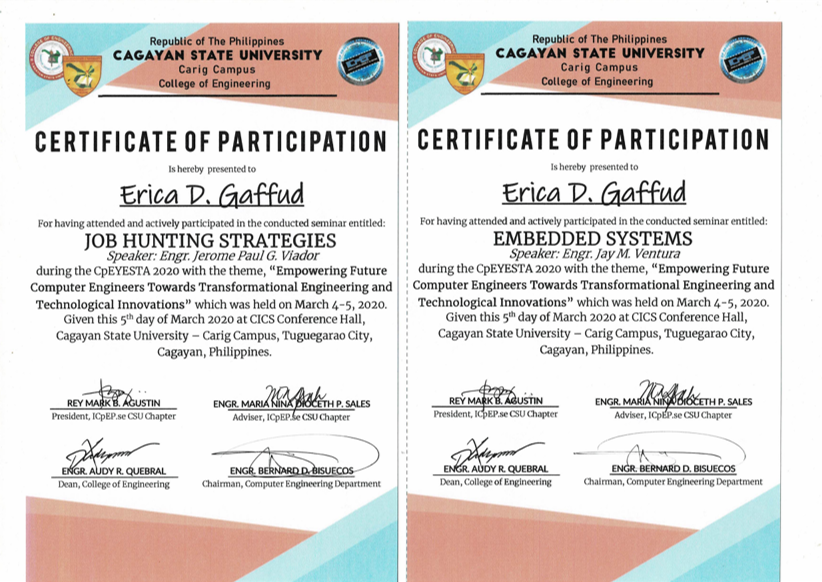 Republic of The Philippines
CAGAYAN STATE UNIVERSITY
Carig Campus
College of Engineering
CERTIFICATE OF PARTICIPATION
Is hereby presented to
Erica D. Gaffud
For having attended and actively participated in the conducted seminar entitled:
JOB HUNTING STRATEGIES
Speaker: Engr. Jerome Paul G. Viador
during the CpEYESTA 2020 with the theme, “Empowering Future
Computer Engineers Towards Transformational Engineering and
Technological Innovations” which was held on March 4-5, 2020.
Given this 5th day of March 2020 at CICS Conference Hall,
Cagayan State University – Carig Campus, Tuguegarao City,
Cagayan, Philippines.
REY MARK B. AGUSTIN
President, ICpEP.se CSU Chapter
ENGR. MARIA NINA DIOCETH P. SALES
Adviser, ICpEP.se CSU Chapter
ENGR. AUDY R. QUEBRAL
Dean, College of Engineering
ENGR. BERNARD D. BISUECOS
Chairman, Computer Engineering Department
Republic of The Philippines
CAGAYAN STATE UNIVERSITY
Carig Campus
College of Engineering
CERTIFICATE OF PARTICIPATION
Is hereby presented to
Erica D. Gaffud
For having attended and actively participated in the conducted seminar entitled:
EMBEDDED SYSTEMS
Speaker: Engr. Jay M. Ventura
during the CpEYESTA 2020 with the theme, “Empowering Future
Computer Engineers Towards Transformational Engineering and
Technological Innovations” which was held on March 4-5, 2020.
Given this 5th day of March 2020 at CICS Conference Hall,
Cagayan State University – Carig Campus, Tuguegarao City,
Cagayan, Philippines.
REY MARK B. AGUSTIN
President, ICpEP.se CSU Chapter
ENGR. MARIA NINA DIOCETH P. SALES
Adviser, ICpEP.se CSU Chapter
ENGR. AUDY R. QUEBRAL
Dean, College of Engineering
ENGR. BERNARD D. BISUECOS
Chairman, Computer Engineering Department